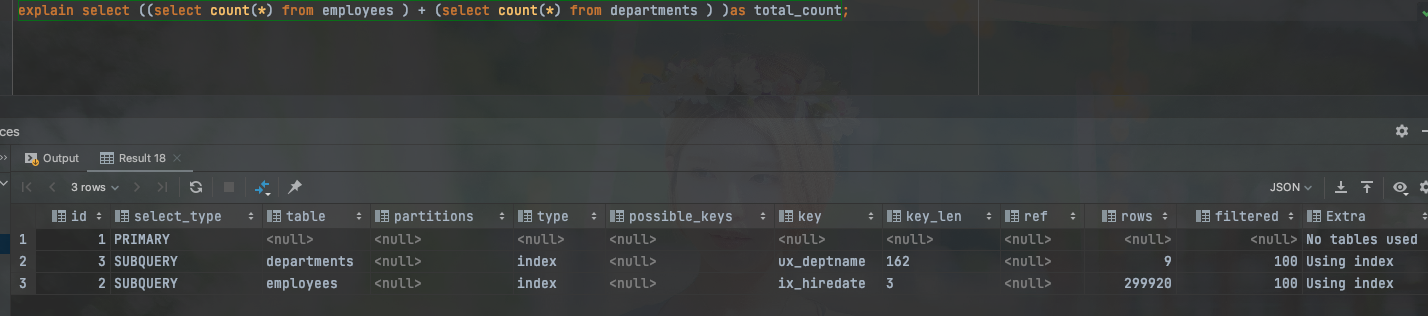 explain select ((select count(*) from employees ) + (select count(*) from departments ) )as total_count;
ces
Output Result 18
3 rows JSON
id select_type table partitions type possible_keys key key_len ref rows filtered Extra
1 1 PRIMARY <null> <null> <null> <null> <null> <null> <null> <null> <null> No tables used
2 3 SUBQUERY departments <null> index <null> ux_deptname 162 <null> 9 100 Using index
3 2 SUBQUERY employees <null> index <null> ix_hiredate 3 <null> 299920 100 Using index